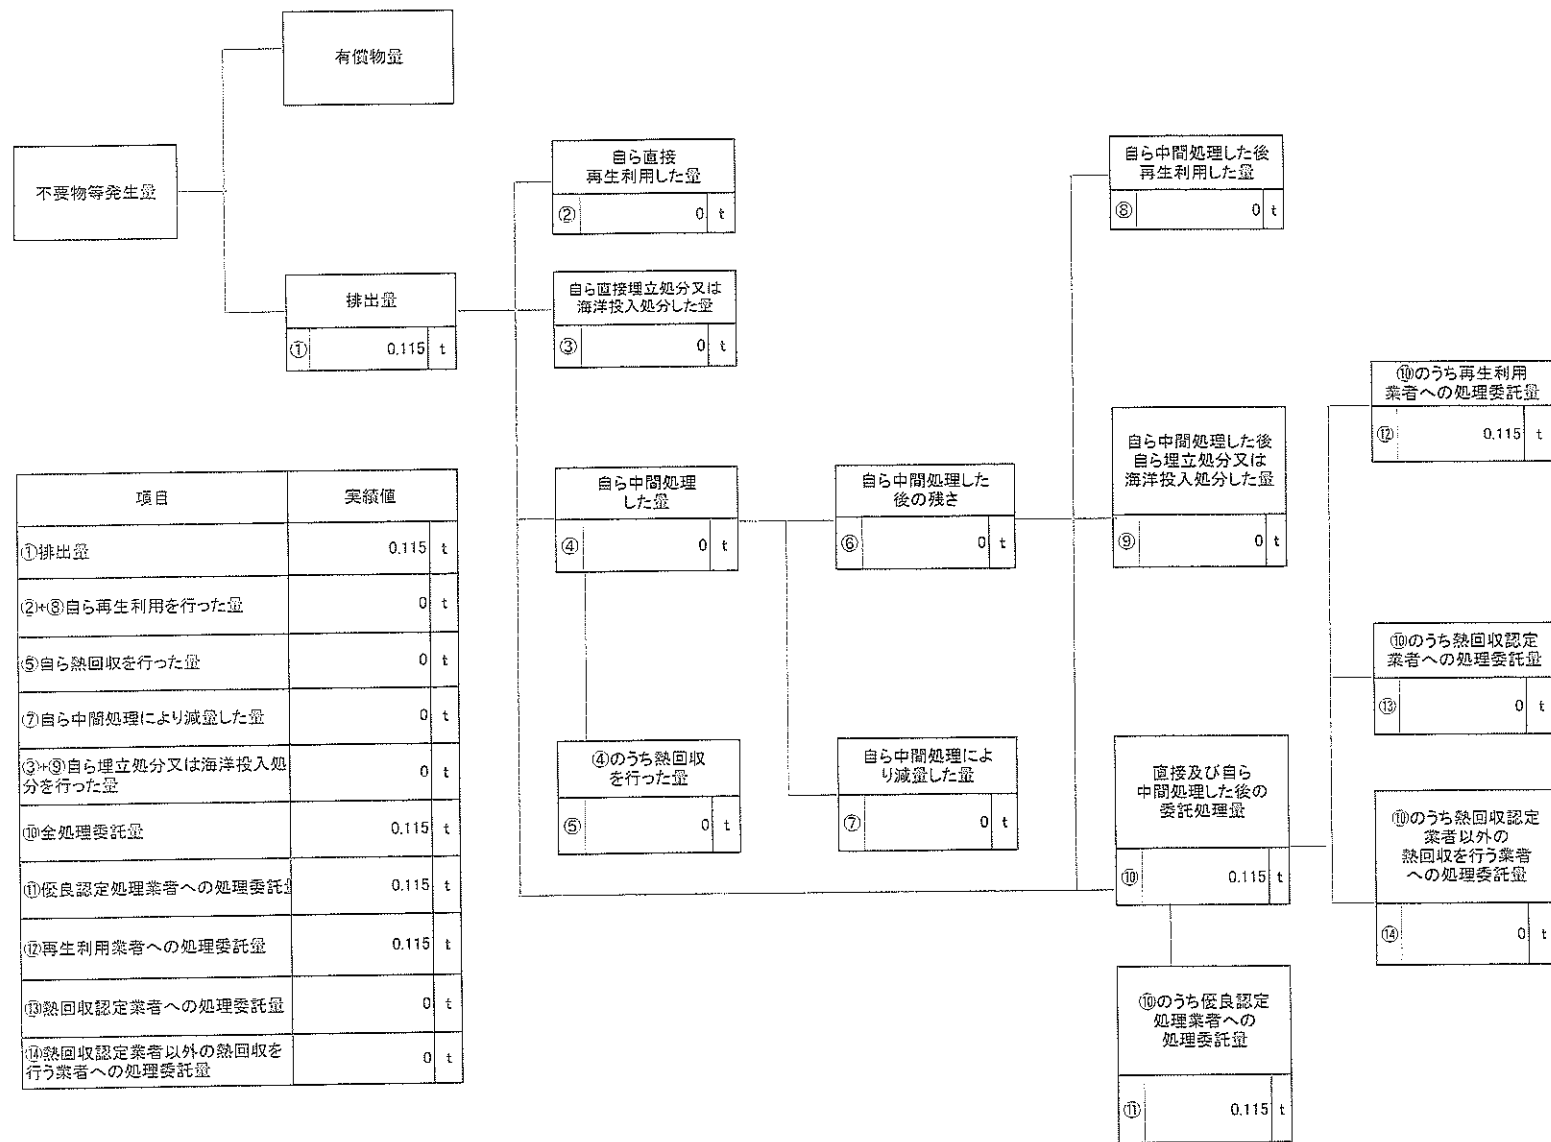 有償物量
不要物等発生量
排出量
① 0.115 t
自ら直接
再生利用した量
② 0 t
自ら直接埋立処分又は
海洋投入処分した量
③ 0 t
自ら中間処理
した量
④ 0 t
④のうち熱回収
を行った量
⑤ 0 t
自ら中間処理した
後の残さ
⑥ 0 t
自ら中間処理によ
り減量した量
⑦ 0 t
自ら中間処理した後
再生利用した量
⑧ 0 t
自ら中間処理した後
自ら埋立処分又は
海洋投入処分した量
⑨ 0 t
直接及び自ら
中間処理した後の
委託処理量
⑩ 0.115 t
⑩のうち優良認定
処理業者への
処理委託量
⑪ 0.115 t
⑩のうち再生利用
業者への処理委託量
⑫ 0.115 t
⑩のうち熱回収認定
業者への処理委託量
⑬ 0 t
⑩のうち熱回収認定
業者以外の
熱回収を行う業者
への処理委託量
⑭ 0 t
項目 実績値
①排出量 0.115 t
②+⑧自ら再生利用を行った量 0 t
⑤自ら熱回収を行った量 0 t
⑦自ら中間処理により減量した量 0 t
③+⑨自ら埋立処分又は海洋投入処
分を行った量 0 t
⑩全処理委託量 0.115 t
⑪優良認定処理業者への処理委託 0.115 t
⑫再生利用業者への処理委託量 0.115 t
⑬熱回収認定業者への処理委託量 0 t
⑭熱回収認定業者以外の熱回収を
行う業者への処理委託量 0 t